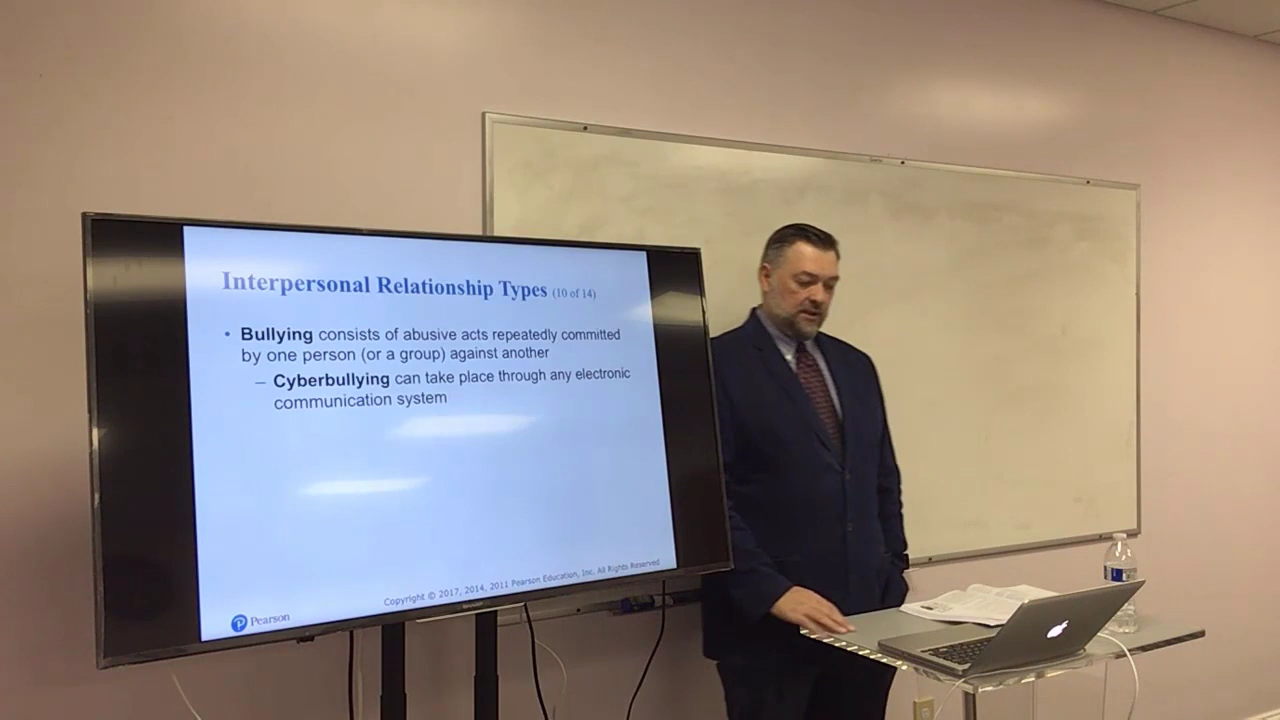 Interpersonal Relationship Types (10 of 14)
• Bullying consists of abusive acts repeatedly committed
by one person (or a group) against another
– Cyberbullying can take place through any electronic
communication system
Copyright © 2017, 2014, 2011 Pearson Education, Inc. All Rights Reserved
Pearson